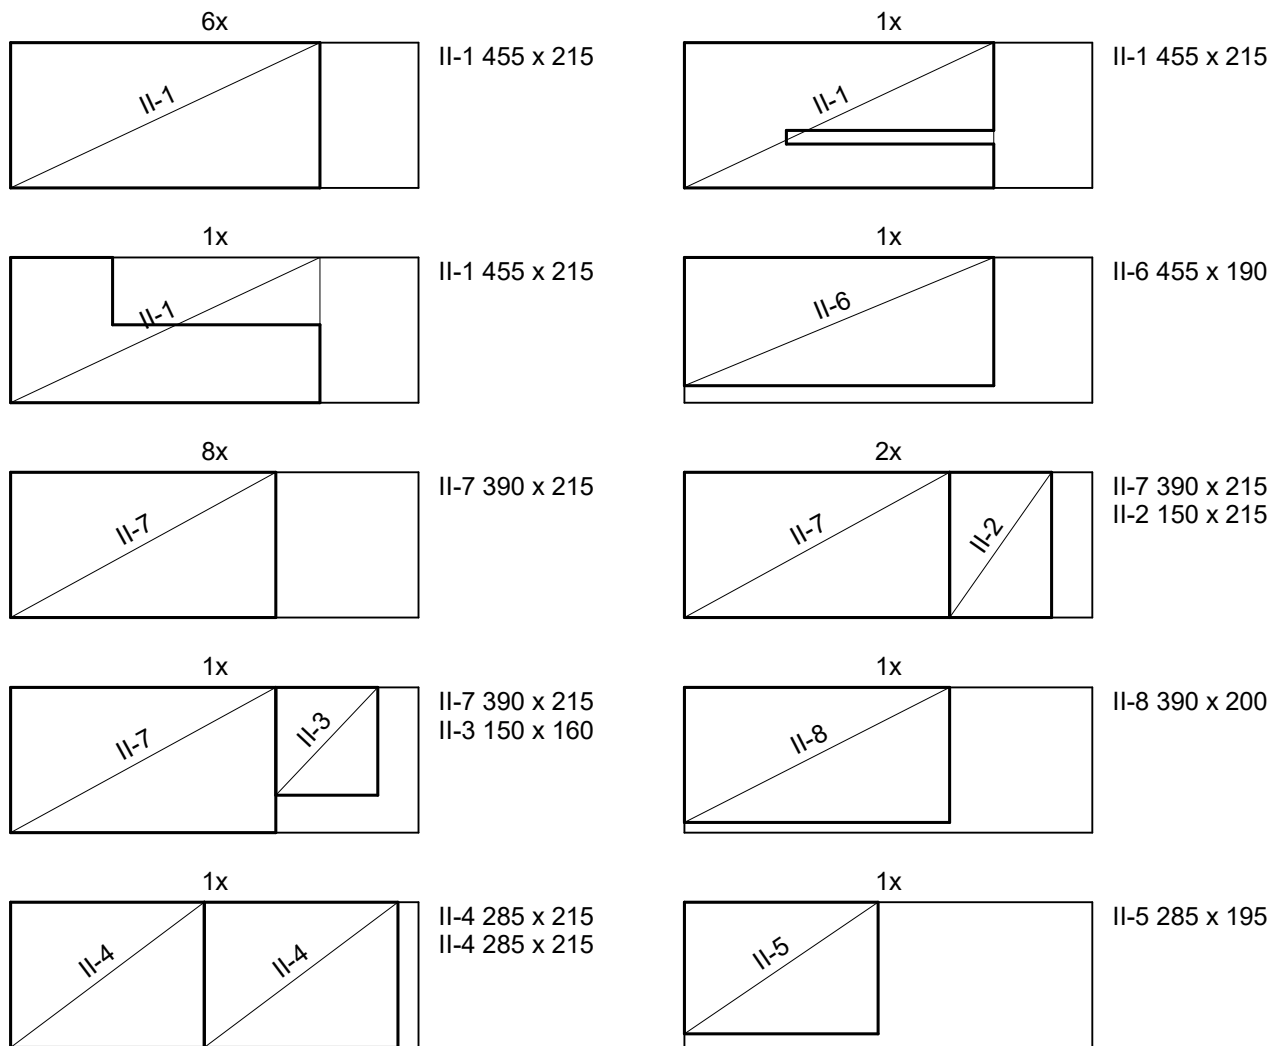 6x
II-1
II-1 455 x 215
1x
II-1
II-1 455 x 215
1x
II-1
II-1 455 x 215
1x
II-6
II-6 455 x 190
8x
II-7
II-7 390 x 215
2x
II-7
II-2
II-7 390 x 215
II-2 150 x 215
1x
II-7
II-3
II-7 390 x 215
II-3 150 x 160
1x
II-8
II-8 390 x 200
1x
II-4
II-4
II-4 285 x 215
II-4 285 x 215
1x
II-5
II-5 285 x 195